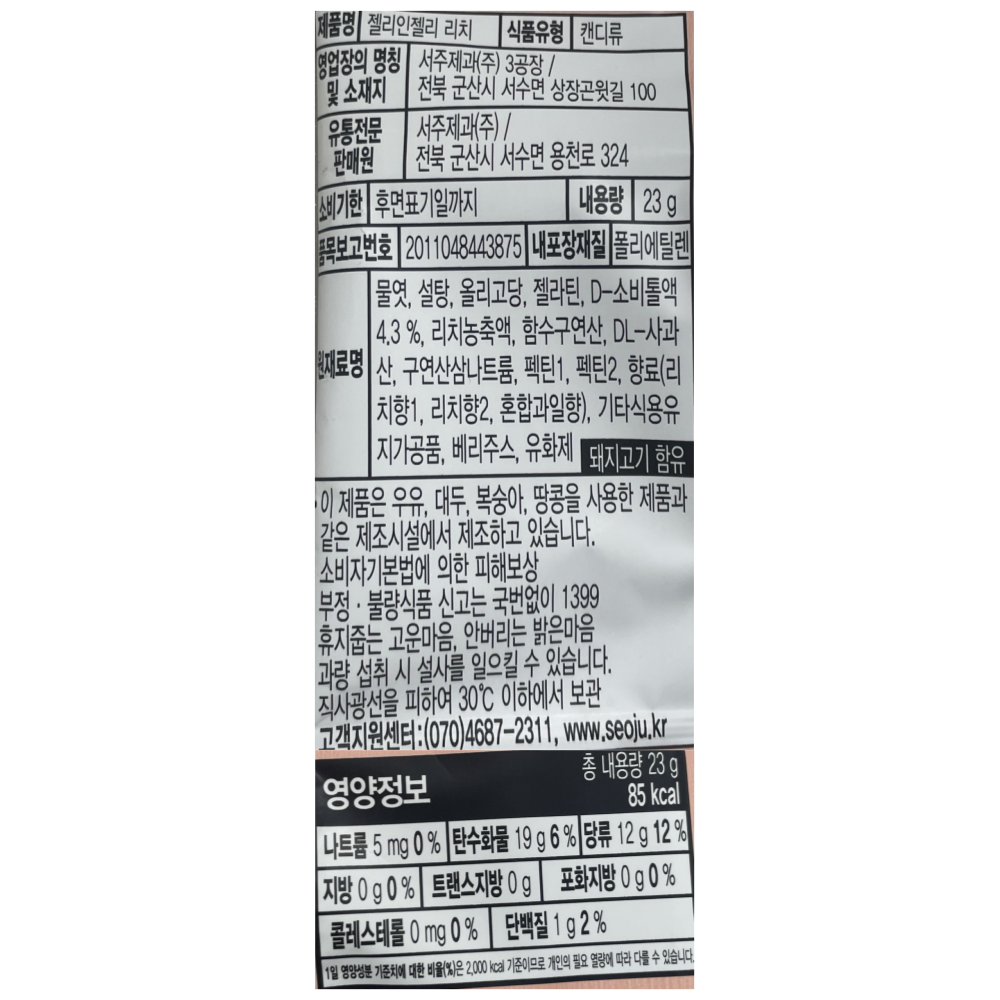 제품명 젤리인젤리 리치 식품유형 캔디류
영업장의 명칭 서주제과(주) 3공장 /
및 소재지 전북 군산시 서수면 상장곤윗길 100
유통전문 서주제과(주) /
판매원 전북 군산시 서수면 용천로 324
소비기한 후면표기일까지 내용량 23 g
품목보고번호 2011048443875 내포장재질 폴리에틸렌
물엿, 설탕, 올리고당, 젤라틴, D-소비톨액
4.3 %, 리치농축액, 함수구연산, DL-사과
원재료명 산, 구연산삼나트륨, 펙틴1, 펙틴2, 향료(리
치향1, 리치향2, 혼합과일향), 기타식용유
지가공품, 베리주스, 유화제 돼지고기 함유
· 이 제품은 우유, 대두, 복숭아, 땅콩을 사용한 제품과
같은 제조시설에서 제조하고 있습니다.
소비자기본법에 의한 피해보상
부정 · 불량식품 신고는 국번없이 1399
휴지줍는 고운마음, 안버리는 밝은마음
과량 섭취 시 설사를 일으킬 수 있습니다.
직사광선을 피하여 30℃ 이하에서 보관
고객지원센터:(070)4687-2311, www.seoju.kr
영양정보 총 내용량 23 g
85 kcal
나트륨 5 mg 0 % 탄수화물 19 g 6 % 당류 12 g 12 %
지방 0 g 0 % 트랜스지방 0 g 포화지방 0 g 0 %
콜레스테롤 0 mg 0 % 단백질 1 g 2 %
1일 영양성분 기준치에 대한 비율(%)은 2,000 kcal 기준이므로 개인의 필요 열량에 따라 다를 수 있습니다.